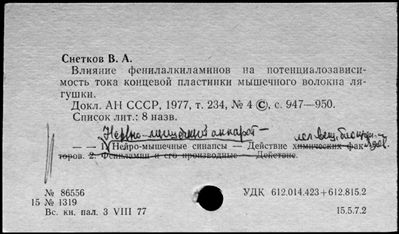 Снетков В. А.
Влияние фенилалкиламинов на потенциалозависи-
мость тока концевой пластинки мышечного волокна ля-
гушки.
Докл. АН СССР, 1977, т. 234, № 4 ©, с. 947—950.
Список лит.: 8 назв.
Нервно-мышечный аппарат —
— — 1. Нейро-мышечные синапсы — Действие химических фак-
торов. 2. Фениламин и его производные — Действие.
№ 86556 УДК 612.014.423+612.815.2
15 № 1319
Вс. кн. пал. 3 VIII 77 15.5.7.2